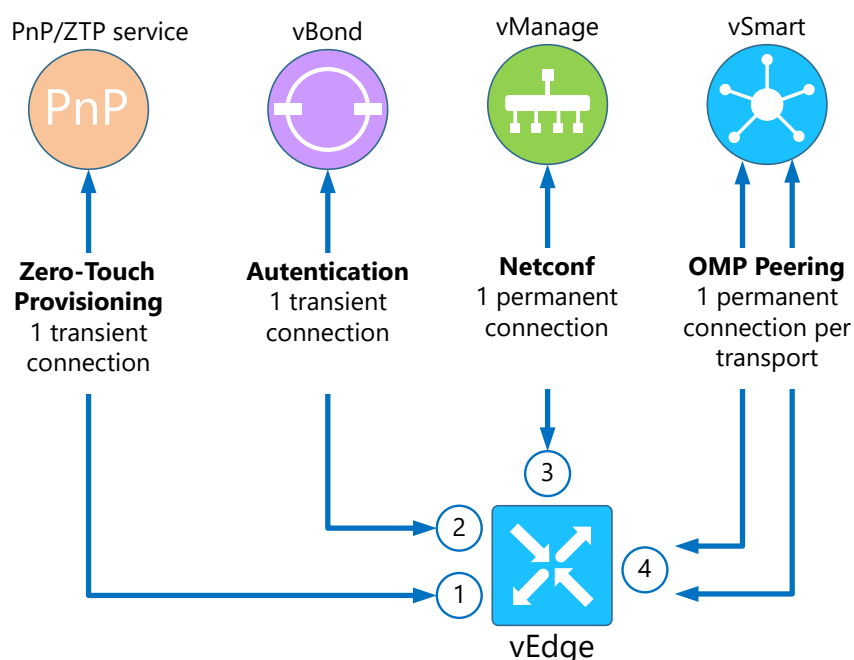 PnP/ZTP service
vBond
vManage
vSmart
PnP
Zero-Touch
Provisioning
1 transient
connection
Autentication
1 transient
connection
Netconf
1 permanent
connection
OMP Peering
1 permanent
connection per
transport
3
2
4
1
vEdge